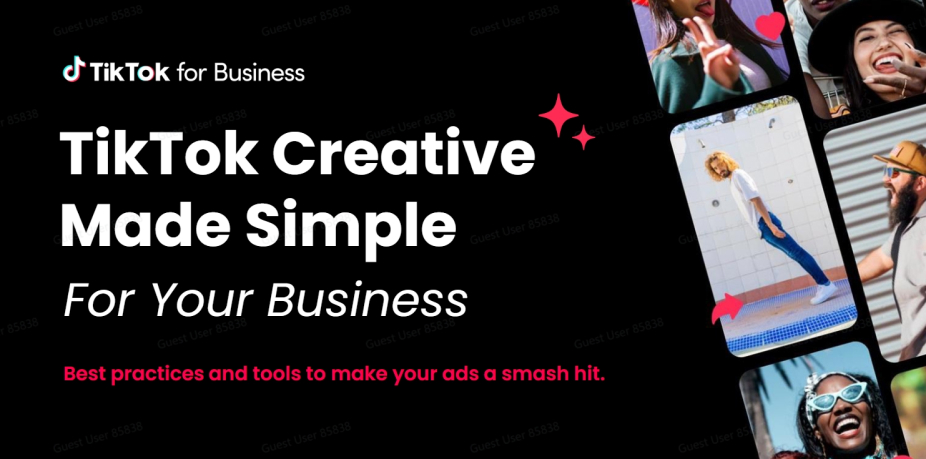 TikTok for Business
TikTok Creative
Made Simple
For Your Business
Best practices and tools to make your ads a smash hit.
Guest User 85838